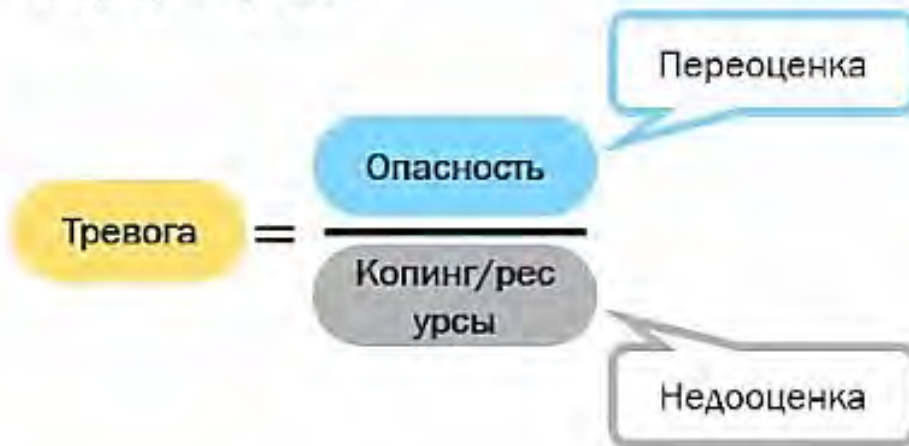 Переоценка
Опасность
Тревога =
Копинг/рес
урсы
Недооценка